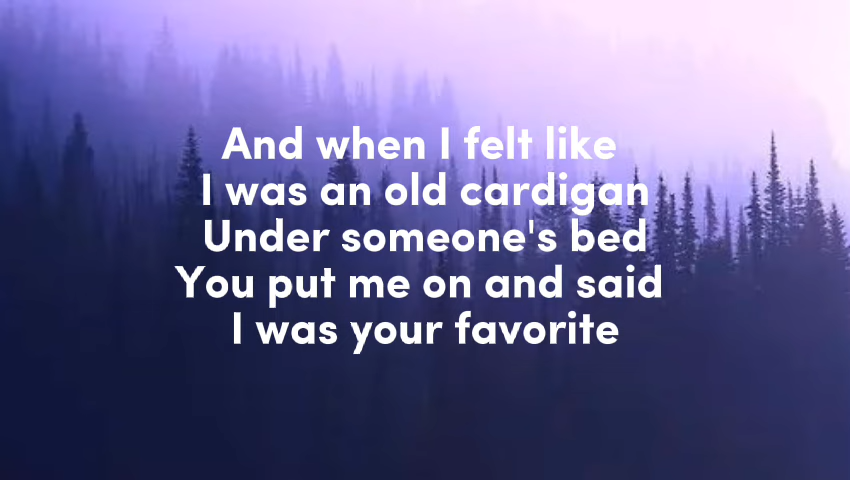 And when I felt like
I was an old cardigan
Under someone's bed
You put me on and said
I was your favorite